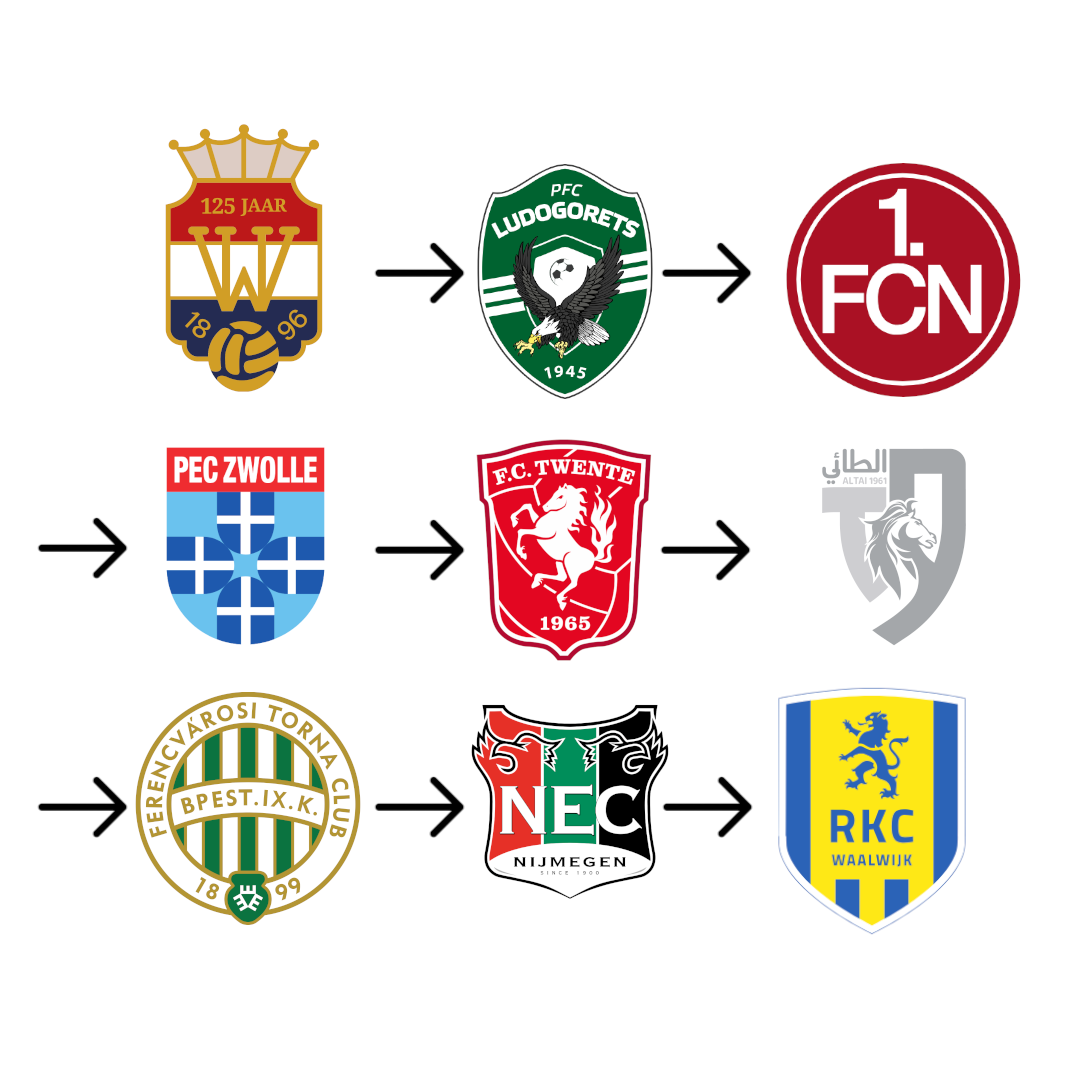 125 JAAR
W
18 96
PFC
LUDOGORETS
1945
1.
FCN
PEC ZWOLLE
F.C. TWENTE
1965
الطائي
ALTAI 1961
FERENCVÁROSI TORNA CLUB
BPEST.IX.K.
18 99
NEC
NIJMEGEN
SINCE 1900
RKC
WAALWIJK